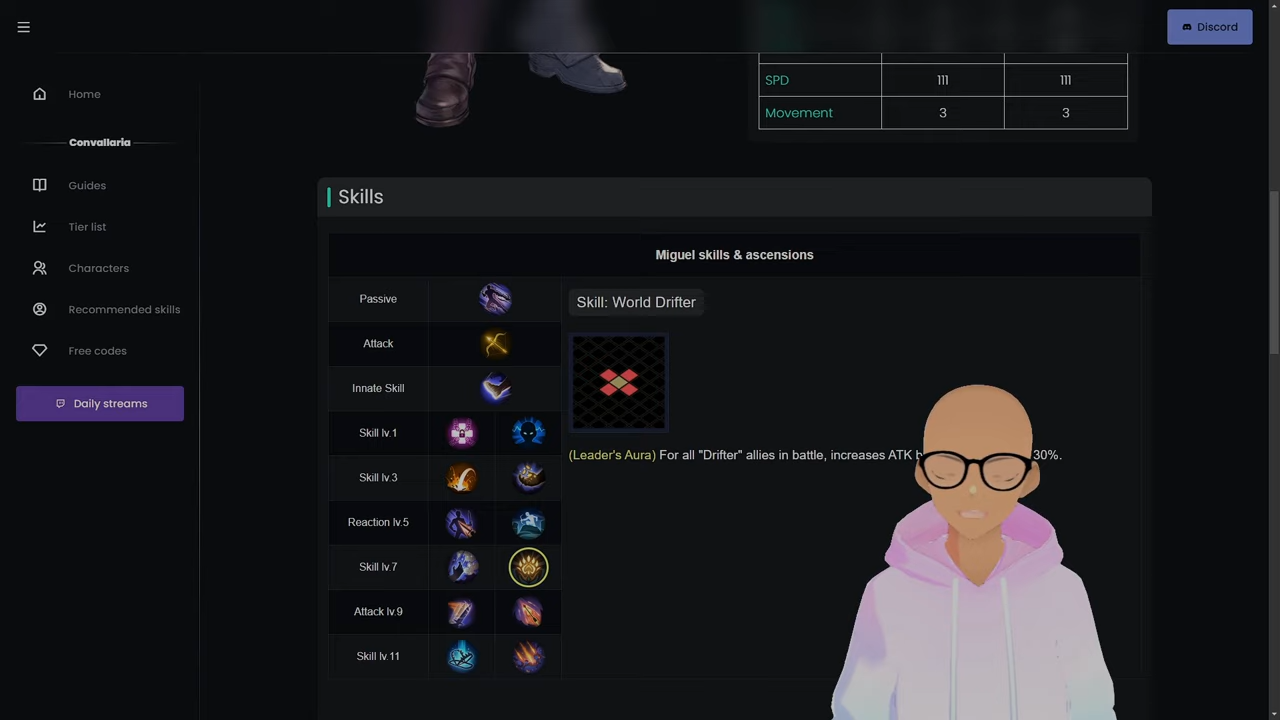 Discord
Home
Convallaria
Guides
Tier list
Characters
Recommended skills
Free codes
Daily streams
SPD 111 111
Movement 3 3
Skills
Miguel skills & ascensions
Passive
Attack
Innate Skill
Skill lv.1
Skill lv.3
Reaction lv.5
Skill lv.7
Attack lv.9
Skill lv.11
Skill: World Drifter
(Leader's Aura) For all "Drifter" allies in battle, increases ATK 30%.